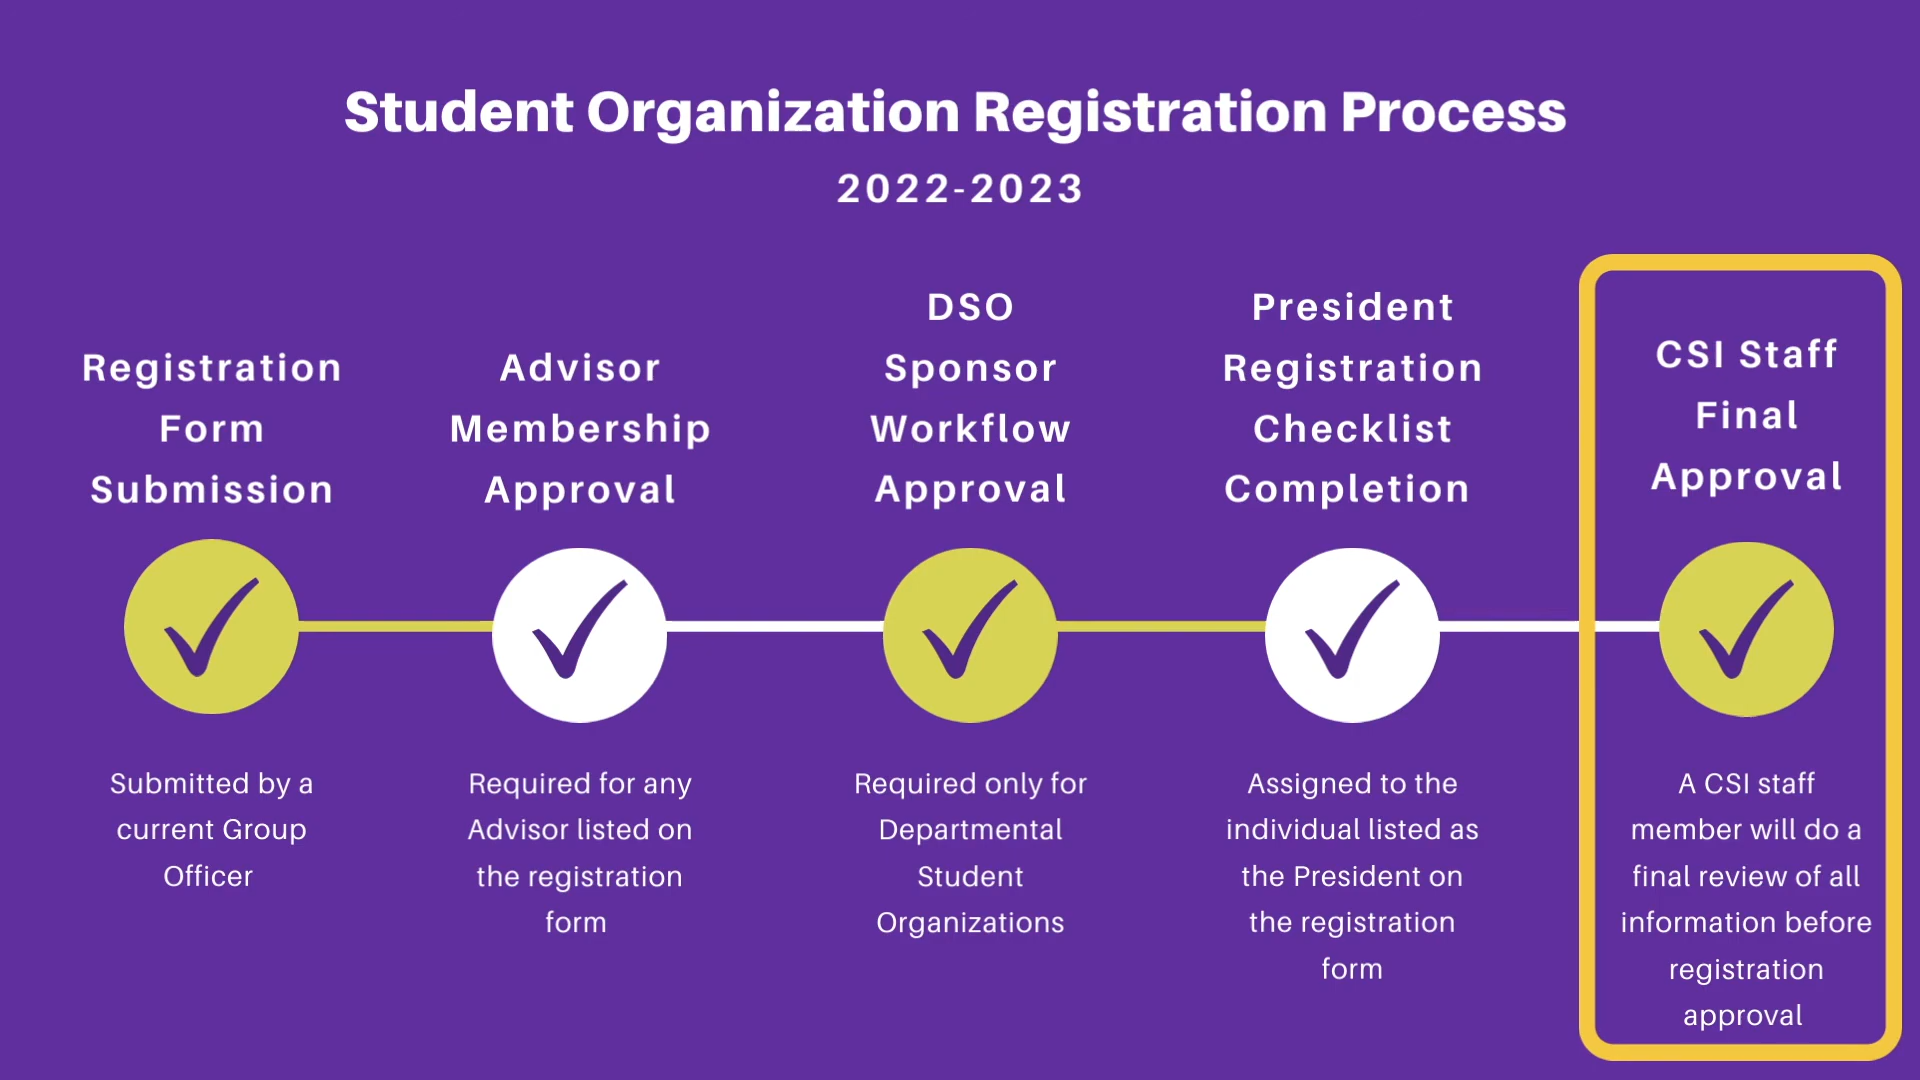 Student Organization Registration Process
2022-2023
Registration
Form
Submission
Submitted by a
current Group
Officer
Advisor
Membership
Approval
Required for any
Advisor listed on
the registration
form
DSO
Sponsor
Workflow
Approval
Required only for
Departmental
Student
Organizations
President
Registration
Checklist
Completion
Assigned to the
individual listed as
the President on
the registration
form
CSI Staff
Final
Approval
A CSI staff
member will do a
final review of all
information before
registration
approval